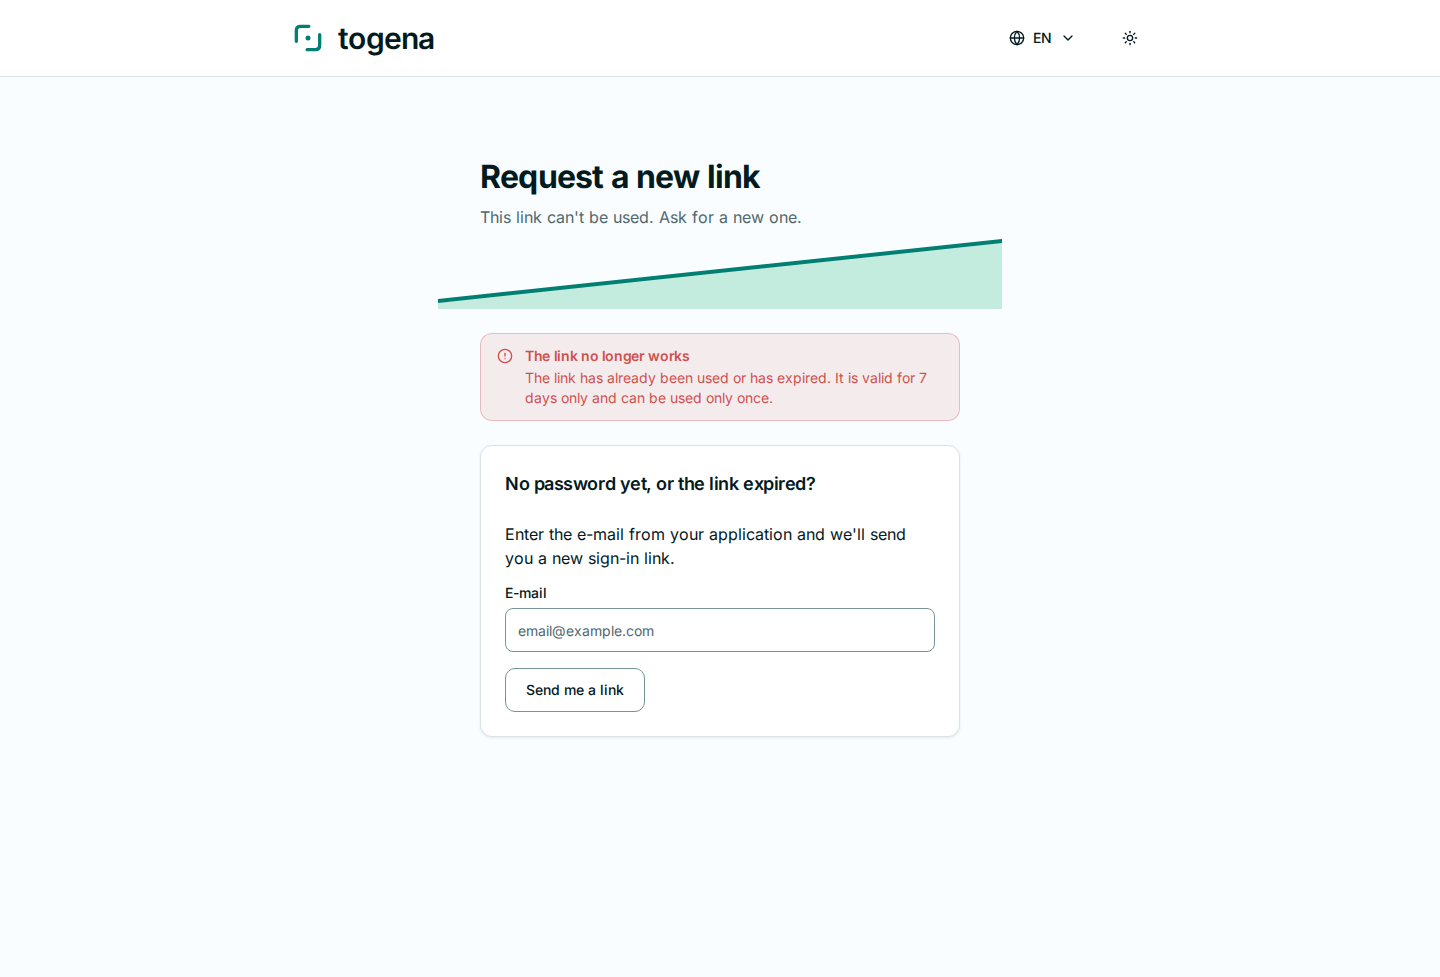 togena
EN
Request a new link
This link can't be used. Ask for a new one.
The link no longer works
The link has already been used or has expired. It is valid for 7
days only and can be used only once.
No password yet, or the link expired?
Enter the e-mail from your application and we'll send
you a new sign-in link.
E-mail
email@example.com
Send me a link